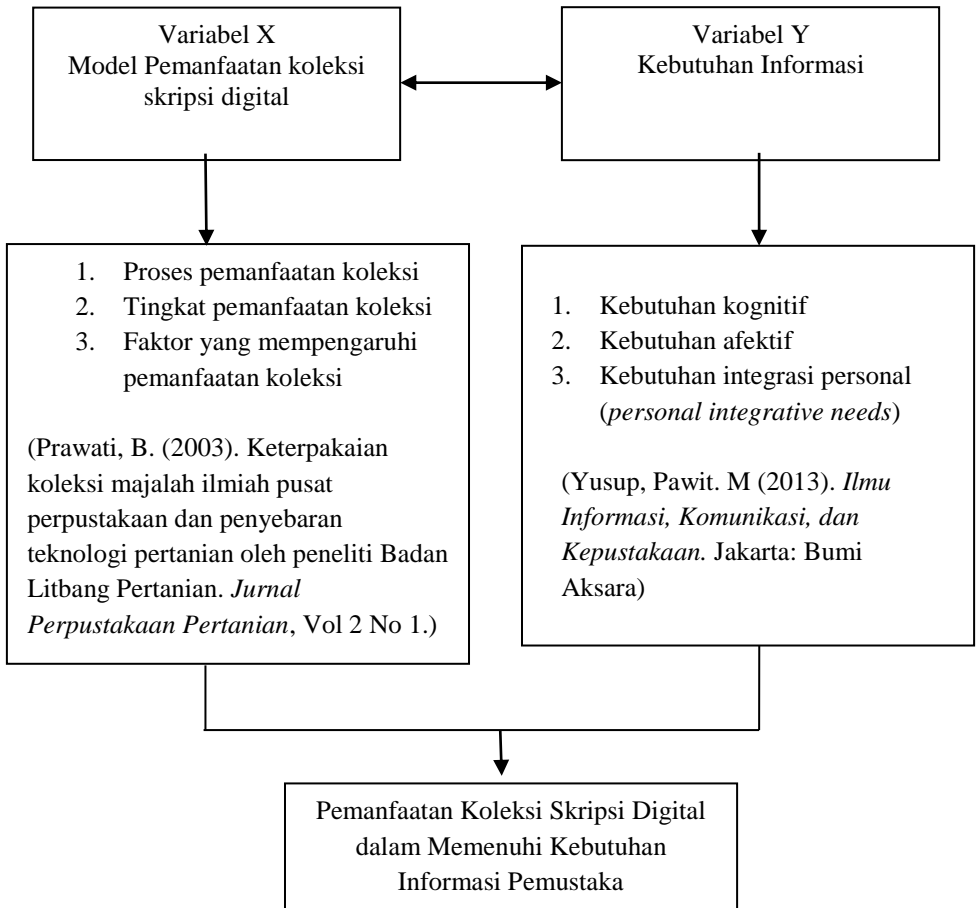 Variabel X
Model Pemanfaatan koleksi
skripsi digital
Variabel Y
Kebutuhan Informasi
1. Proses pemanfaatan koleksi
2. Tingkat pemanfaatan koleksi
3. Faktor yang mempengaruhi
pemanfaatan koleksi
(Prawati, B. (2003). Keterpakaian
koleksi majalah ilmiah pusat
perpustakaan dan penyebaran
teknologi pertanian oleh peneliti Badan
Litbang Pertanian. Jurnal
Perpustakaan Pertanian, Vol 2 No 1.)
1. Kebutuhan kognitif
2. Kebutuhan afektif
3. Kebutuhan integrasi personal
(personal integrative needs)
(Yusup, Pawit. M (2013). Ilmu
Informasi, Komunikasi, dan
Kepustakaan. Jakarta: Bumi
Aksara)
Pemanfaatan Koleksi Skripsi Digital
dalam Memenuhi Kebutuhan
Informasi Pemustaka